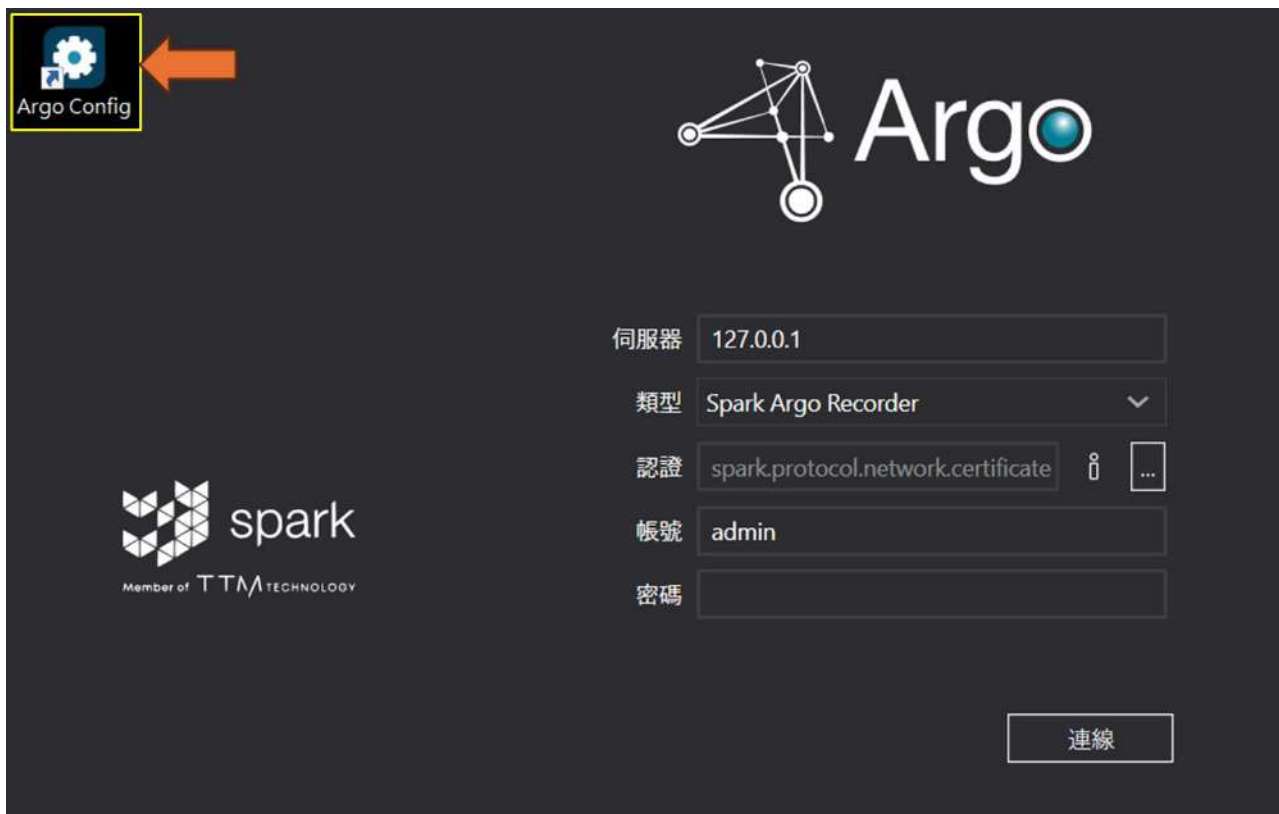 Argo Config
Argo
伺服器 127.0.0.1
類型 Spark Argo Recorder
認證 spark.protocol.network.certificate ...
帳號 admin
密碼
spark
Member of TTM TECHNOLOGY
連線